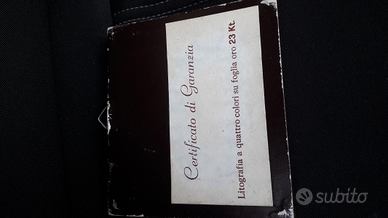 Certificato di Garanzia
Litografia a quattro colori su foglia oro 23 Kt.
subito